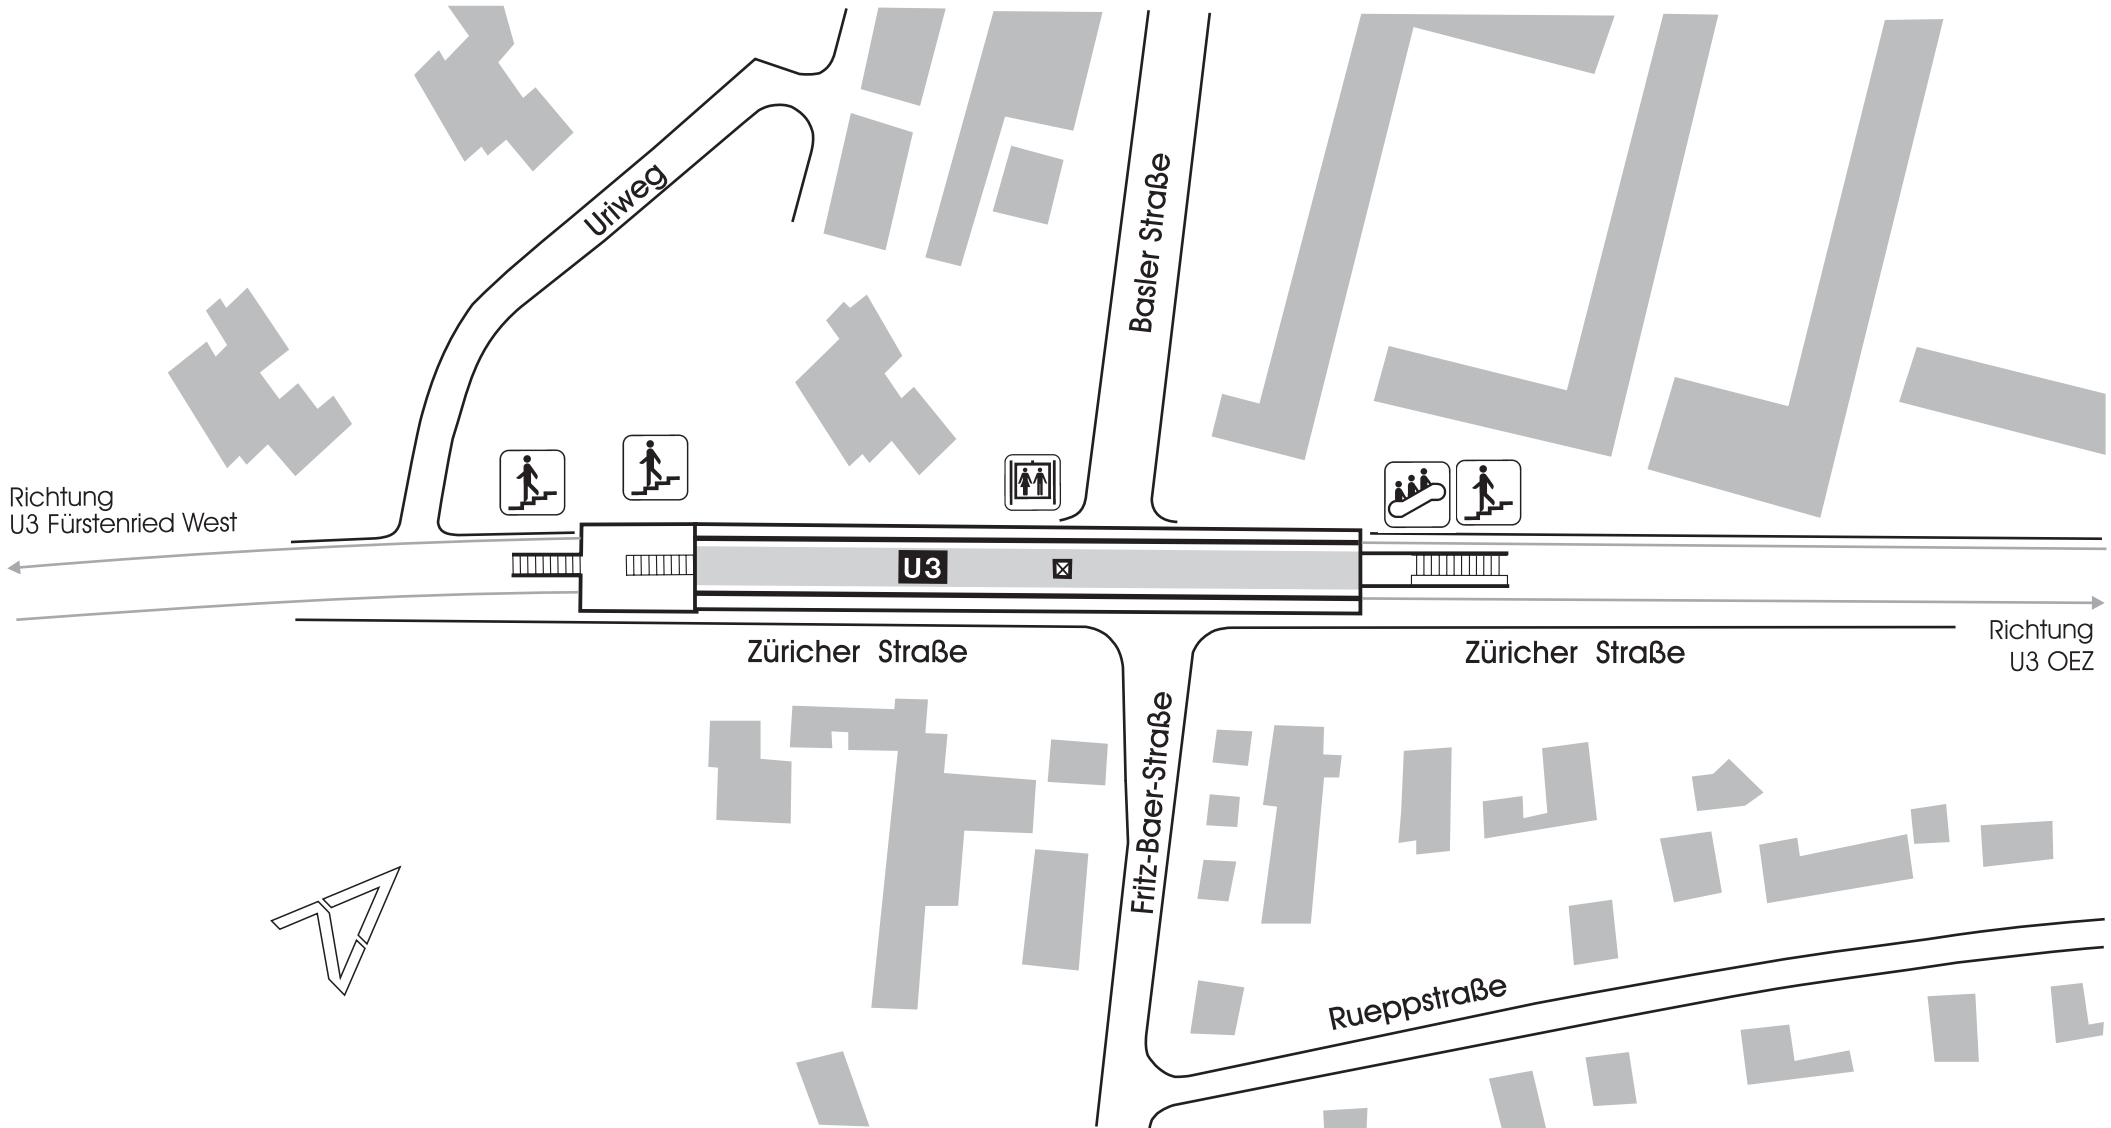 Uriweg
Basler Straße
Richtung
U3 Fürstenried West
U3
Züricher Straße
Züricher Straße
Richtung
U3 OEZ
Fritz-Baer-Straße
Rueppstraße